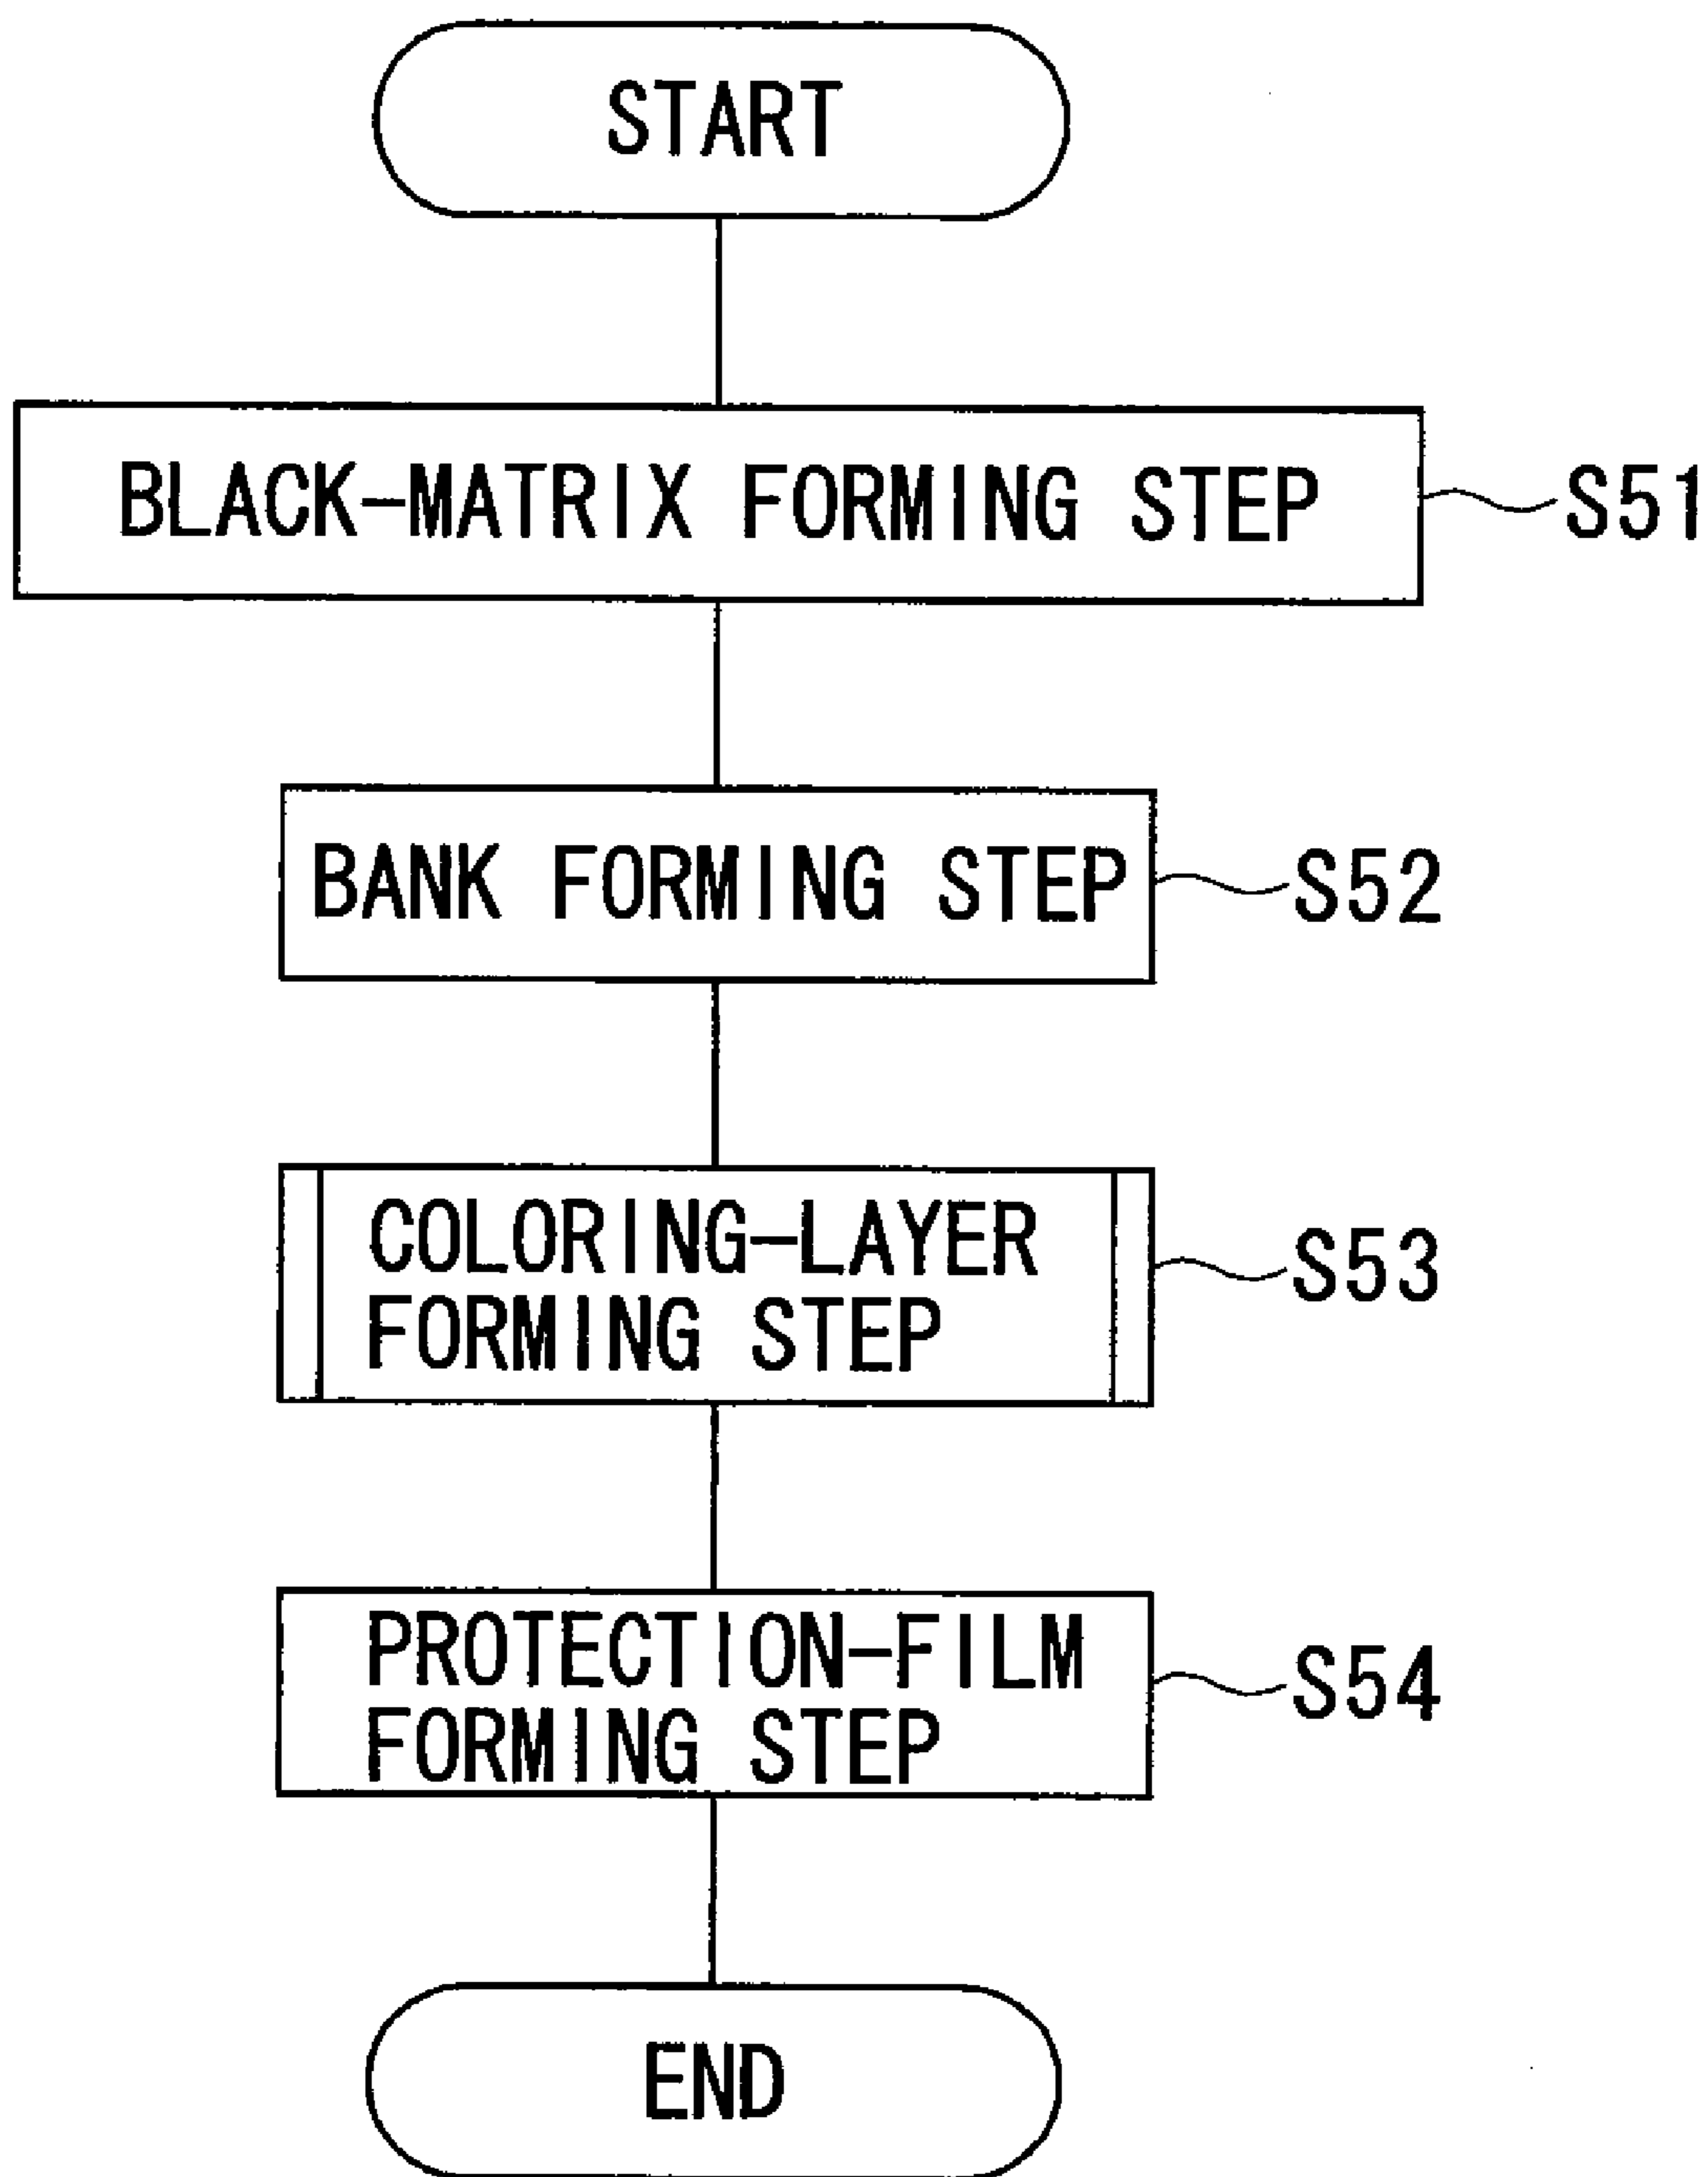 START
BLACK-MATRIX FORMING STEP
S51
BANK FORMING STEP
S52
COLORING-LAYER
FORMING STEP
S53
PROTECTION-FILM
FORMING STEP
S54
END